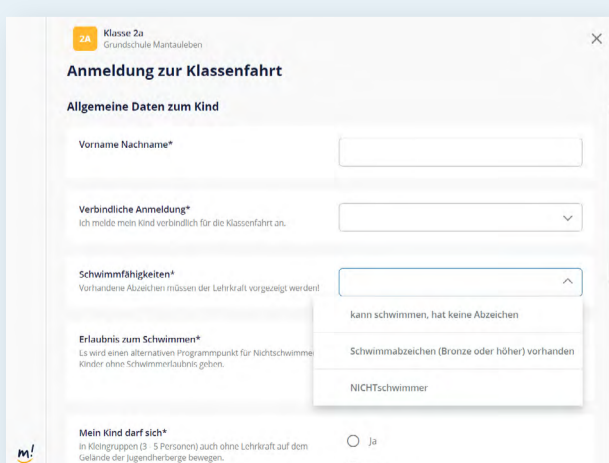 2A
Klasse 2a
Grundschule Mantauleben
Anmeldung zur Klassenfahrt
Allgemeine Daten zum Kind
Vorname Nachname*
Verbindliche Anmeldung*
Ich melde mein Kind verbindlich für die Klassenfahrt an.
Schwimmfähigkeiten*
Vorhandene Abzeichen müssen der Lehrkraft vorgezeigt werden!
kann schwimmen, hat keine Abzeichen
Schwimmabzeichen (Bronze oder höher) vorhanden
NICHTschwimmer
Erlaubnis zum Schwimmen*
Es wird einen alternativen Programmpunkt für Nichtschwimmer
Kinder ohne Schwimmerlaubnis geben.
Mein Kind darf sich*
in Kleingruppen (3 - 5 Personen) auch ohne Lehrkraft auf dem
Gelände der Jugendherberge bewegen.
Ja
m!